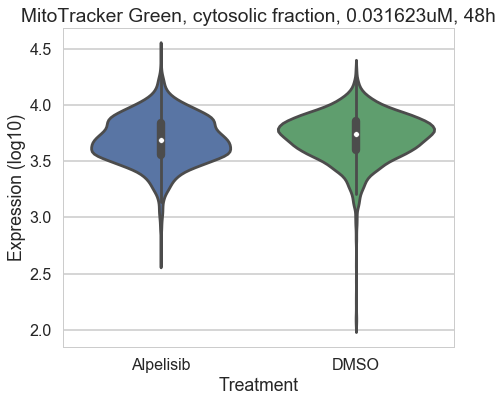 MitoTracker Green, cytosolic fraction, 0.031623uM, 48h
4.5
4.0
3.5
3.0
2.5
2.0
Expression (log10)
Alpelisib DMSO
Treatment